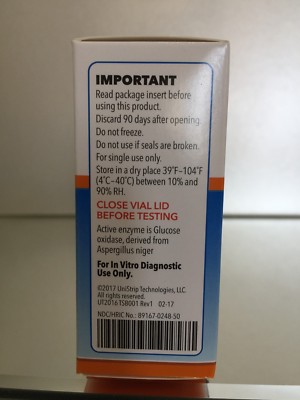 IMPORTANT
Read package insert before
using this product.
Discard 90 days after opening.
Do not freeze.
Do not use if seals are broken.
For single use only.
Store in a dry place 39°F-104°F
(4°C-40°C) between 10% and
90% RH.
CLOSE VIAL LID
BEFORE TESTING
Active enzyme is Glucose
oxidase, derived from
Aspergillus niger
For In Vitro Diagnostic
Use Only.
©2017 UniStrip Technologies, LLC.
All rights reserved.
UT2016 TSB001 Rev1 02-17
NDC/HRIC No.: 89167-0248-50